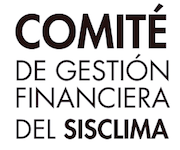 COMITÉ
DE GESTIÓN
FINANCIERA
DEL SISCLIMA